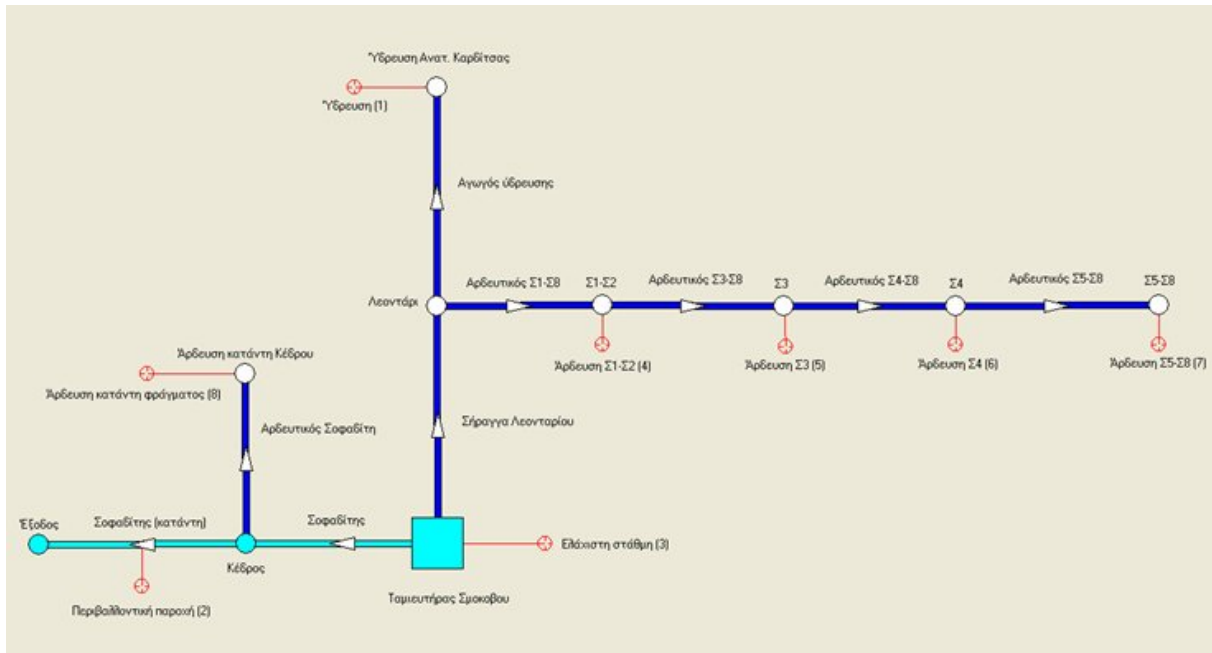 Ύδρευση Ανατ. Καρδίτσας
Ύδρευση (1)
Αγωγός ύδρευσης
Αρδευτικός Σ1-Σ8
Σ1-Σ2
Αρδευτικός Σ3-Σ8
Σ3
Αρδευτικός Σ4-Σ8
Σ4
Αρδευτικός Σ5-Σ8
Σ5-Σ8
Λεοντάρι
Άρδευση Σ1-Σ2 (4)
Άρδευση Σ3 (5)
Άρδευση Σ4 (6)
Άρδευση Σ5-Σ8 (7)
Άρδευση κατάντη Κέδρου
Άρδευση κατάντη φράγματος (8)
Αρδευτικός Σοφαδίτη
Σήραγγα Λεονταρίου
Έξοδος
Σοφαδίτης (κατάντη)
Σοφαδίτης
Ελάχιστη στάθμη (3)
Κέδρος
Περιβαλλοντική παροχή (2)
Ταμιευτήρας Σμοκοβου